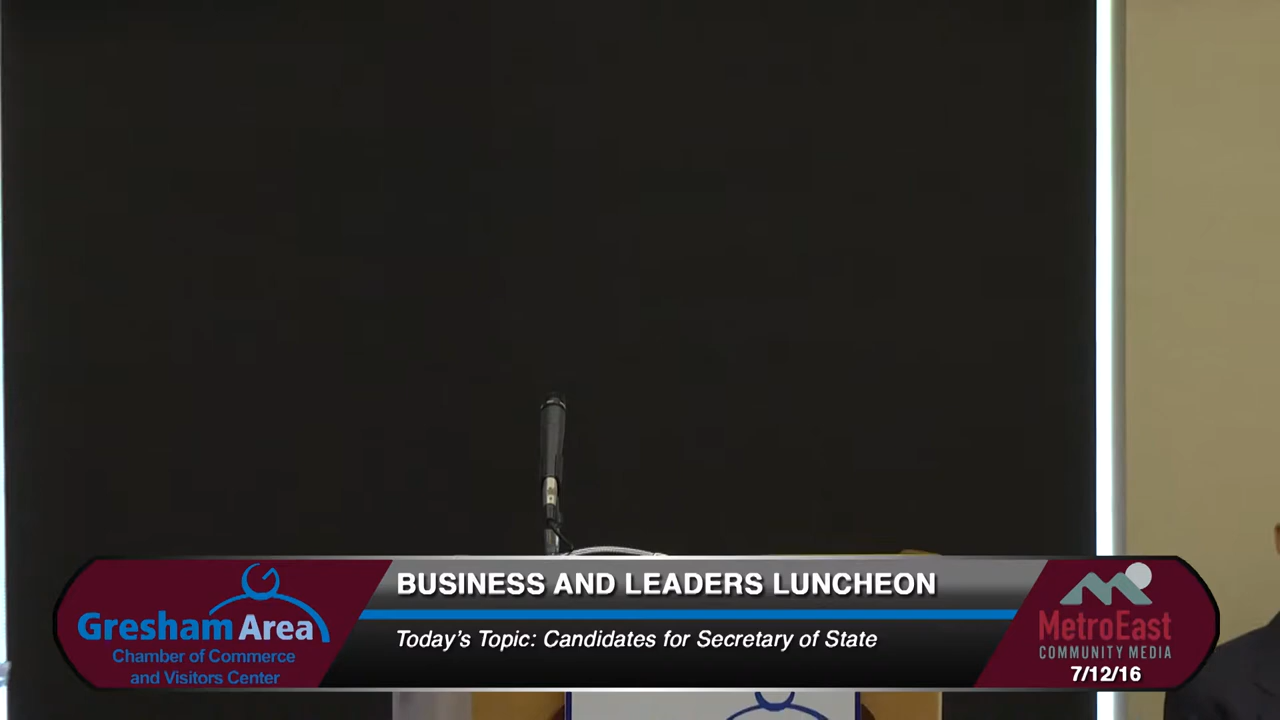 BUSINESS AND LEADERS LUNCHEON
Today's Topic: Candidates for Secretary of State
Gresham Area
Chamber of Commerce
and Visitors Center
MetroEast
COMMUNITY MEDIA
7/12/16